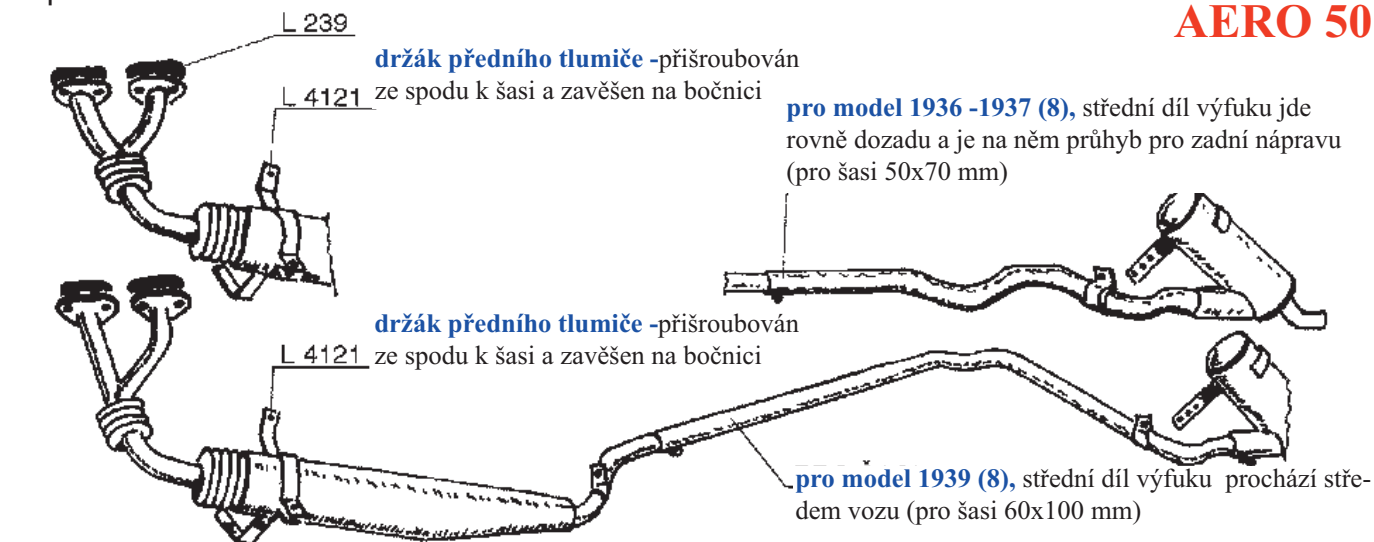 AERO 50
L 239
držák předního tlumiče -přišroubován
ze spodu k šasi a zavěšen na bočnici
L 4121
pro model 1936 -1937 (8), střední díl výfuku jde
rovně dozadu a je na něm průhyb pro zadní nápravu
(pro šasi 50x70 mm)
držák předního tlumiče -přišroubován
ze spodu k šasi a zavěšen na bočnici
L 4121
pro model 1939 (8), střední díl výfuku prochází stře-
dem vozu (pro šasi 60x100 mm)